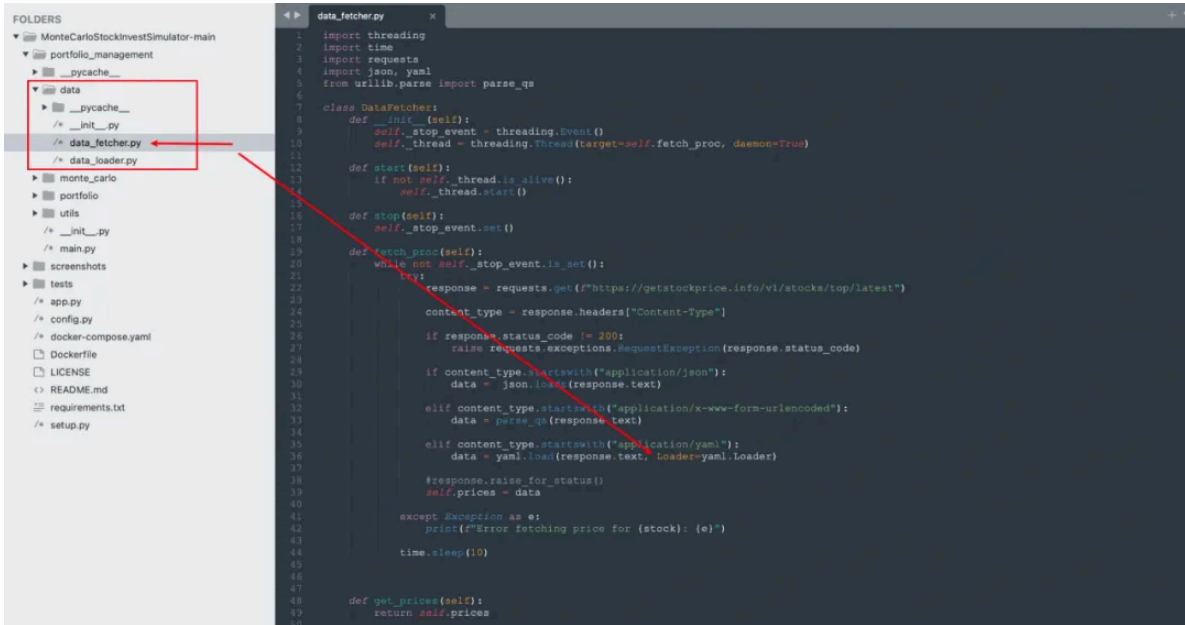 FOLDERS
MonteCarloStockInvestSimulator-main
portfolio_management
__pycache__
data
__pycache__
/* __init__.py
/* data_fetcher.py
/* data_loader.py
monte_carlo
portfolio
utils
/* __init__.py
/* main.py
screenshots
tests
/* app.py
/* config.py
/* docker-compose.yaml
Dockerfile
LICENSE
<> README.md
requirements.txt
/* setup.py
data_fetcher.py ×
1 import threading
2 import time
3 import requests
4 import json, yaml
5 from urllib.parse import parse_qs
6
7 class DataFetcher:
8 def __init__(self):
9 self._stop_event = threading.Event()
10 self._thread = threading.Thread(target=self.fetch_proc, daemon=True)
11
12 def start(self):
13 if not self._thread.is_alive():
14 self._thread.start()
15
16 def stop(self):
17 self._stop_event.set()
18
19 def fetch_proc(self):
20 while not self._stop_event.is_set():
21 try:
22 response = requests.get(f"https://getstockprice.info/v1/stocks/top/latest")
23
24 content_type = response.headers["Content-Type"]
25
26 if response.status_code != 200:
27 raise requests.exceptions.RequestException(response.status_code)
28
29 if content_type.startswith("application/json"):
30 data = json.loads(response.text)
31
32 elif content_type.startswith("application/x-www-form-urlencoded"):
33 data = parse_qs(response.text)
34
35 elif content_type.startswith("application/yaml"):
36 data = yaml.load(response.text, Loader=yaml.Loader)
37
38 #response.raise_for_status()
39 self.prices = data
40
41 except Exception as e:
42 print(f"Error fetching price for {stock}: {e}")
43
44 time.sleep(10)
45
46
47
48 def get_prices(self):
49 return self.prices